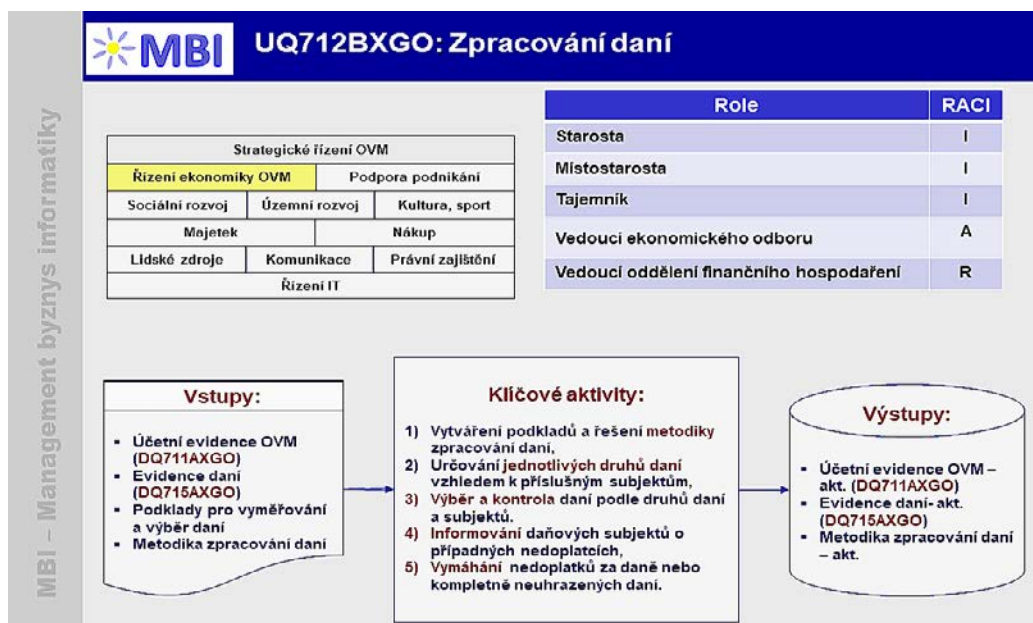 MBI – Management byznys informatiky
MBI
UQ712BXGO: Zpracování daní
Role RACI
Starosta I
Místostarosta I
Tajemník I
Vedoucí ekonomického odboru A
Vedoucí oddělení finančního hospodaření R
Strategické řízení OVM
Řízení ekonomiky OVM Podpora podnikání
Sociální rozvoj Územní rozvoj Kultura, sport
Majetek Nákup
Lidské zdroje Komunikace Právní zajištění
Řízení IT
Vstupy:
▪ Účetní evidence OVM
(DQ711AXGO)
▪ Evidence daní
(DQ715AXGO)
▪ Podklady pro vyměřování
a výběr daní
▪ Metodika zpracování daní
Klíčové aktivity:
1) Vytváření podkladů a řešení metodiky
zpracování daní,
2) Určování jednotlivých druhů daní
vzhledem k příslušným subjektům,
3) Výběr a kontrola daní podle druhů daní
a subjektů.
4) Informování daňových subjektů o
případných nedoplatcích,
5) Vymáhání nedoplatků za daně nebo
kompletně neuhrazených daní.
Výstupy:
▪ Účetní evidence OVM –
akt. (DQ711AXGO)
▪ Evidence daní- akt.
(DQ715AXGO)
▪ Metodika zpracování daní
– akt.